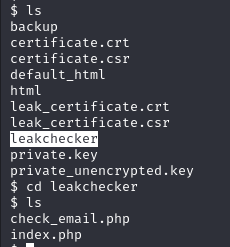 $ ls
backup
certificate.crt
certificate.csr
default_html
html
leak_certificate.crt
leak_certificate.csr
leakchecker
private.key
private_unencrypted.key
$ cd leakchecker
$ ls
check_email.php
index.php
$